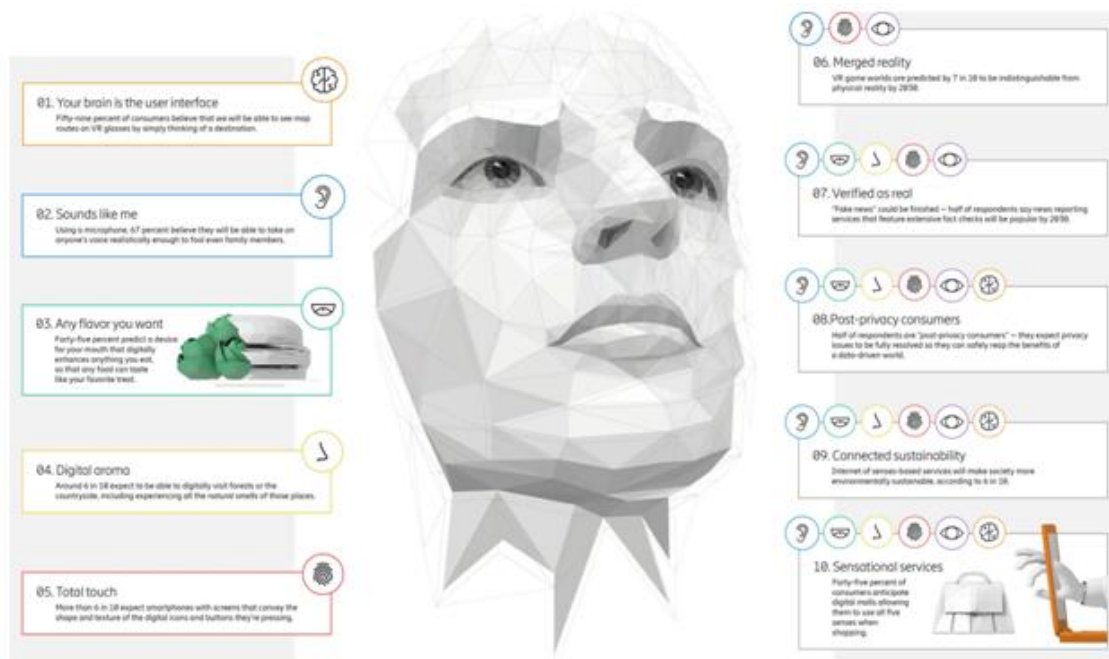 01. Your brain is the user interface
Fifty-nine percent of consumers believe that we will be able to see map
routes on VR glasses by simply thinking of a destination.
02. Sounds like me
Using a microphone, 67 percent believe they will be able to take on
anyone's voice realistically enough to fool even family members.
03. Any flavor you want
Forty-five percent predict a device
for your mouth that digitally
enhances anything you eat,
so that any food can taste
like your favorite treat.
04. Digital aroma
Around 6 in 10 expect to be able to digitally visit forests or the
countryside, including experiencing all the natural smells of those places.
05. Total touch
More than 6 in 10 expect smartphones with screens that convey the
shape and texture of the digital icons and buttons they're pressing.
06. Merged reality
VR game worlds are predicted by 7 in 10 to be indistinguishable from
physical reality by 2030.
07. Verified as real
"Fake news" could be finished – half of respondents say news reporting
services that feature extensive fact checks will be popular by 2030.
08.Post-privacy consumers
Half of respondents are "post-privacy consumers" – they expect privacy
issues to be fully resolved so they can safely reap the benefits of
a data-driven world.
09. Connected sustainability
Internet of senses-based services will make society more
environmentally sustainable, according to 6 in 10.
10. Sensational services
Forty-five percent of
consumers anticipate
digital malls allowing
them to use all five
senses when
shopping.